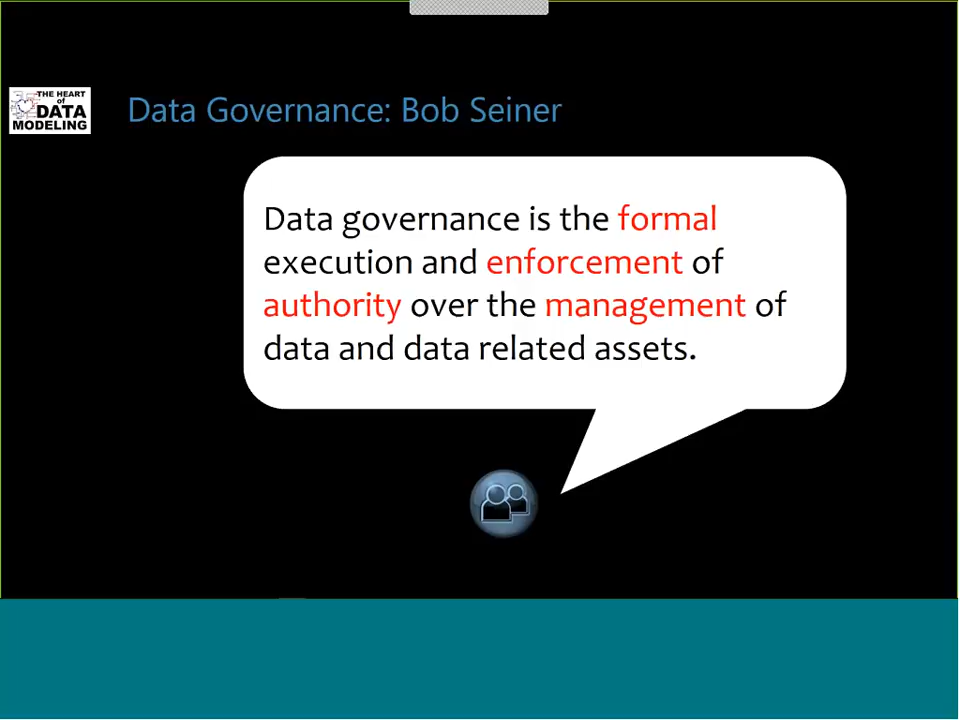 THE HEART
of
DATA
MODELING
Data Governance: Bob Seiner
Data governance is the formal
execution and enforcement of
authority over the management of
data and data related assets.